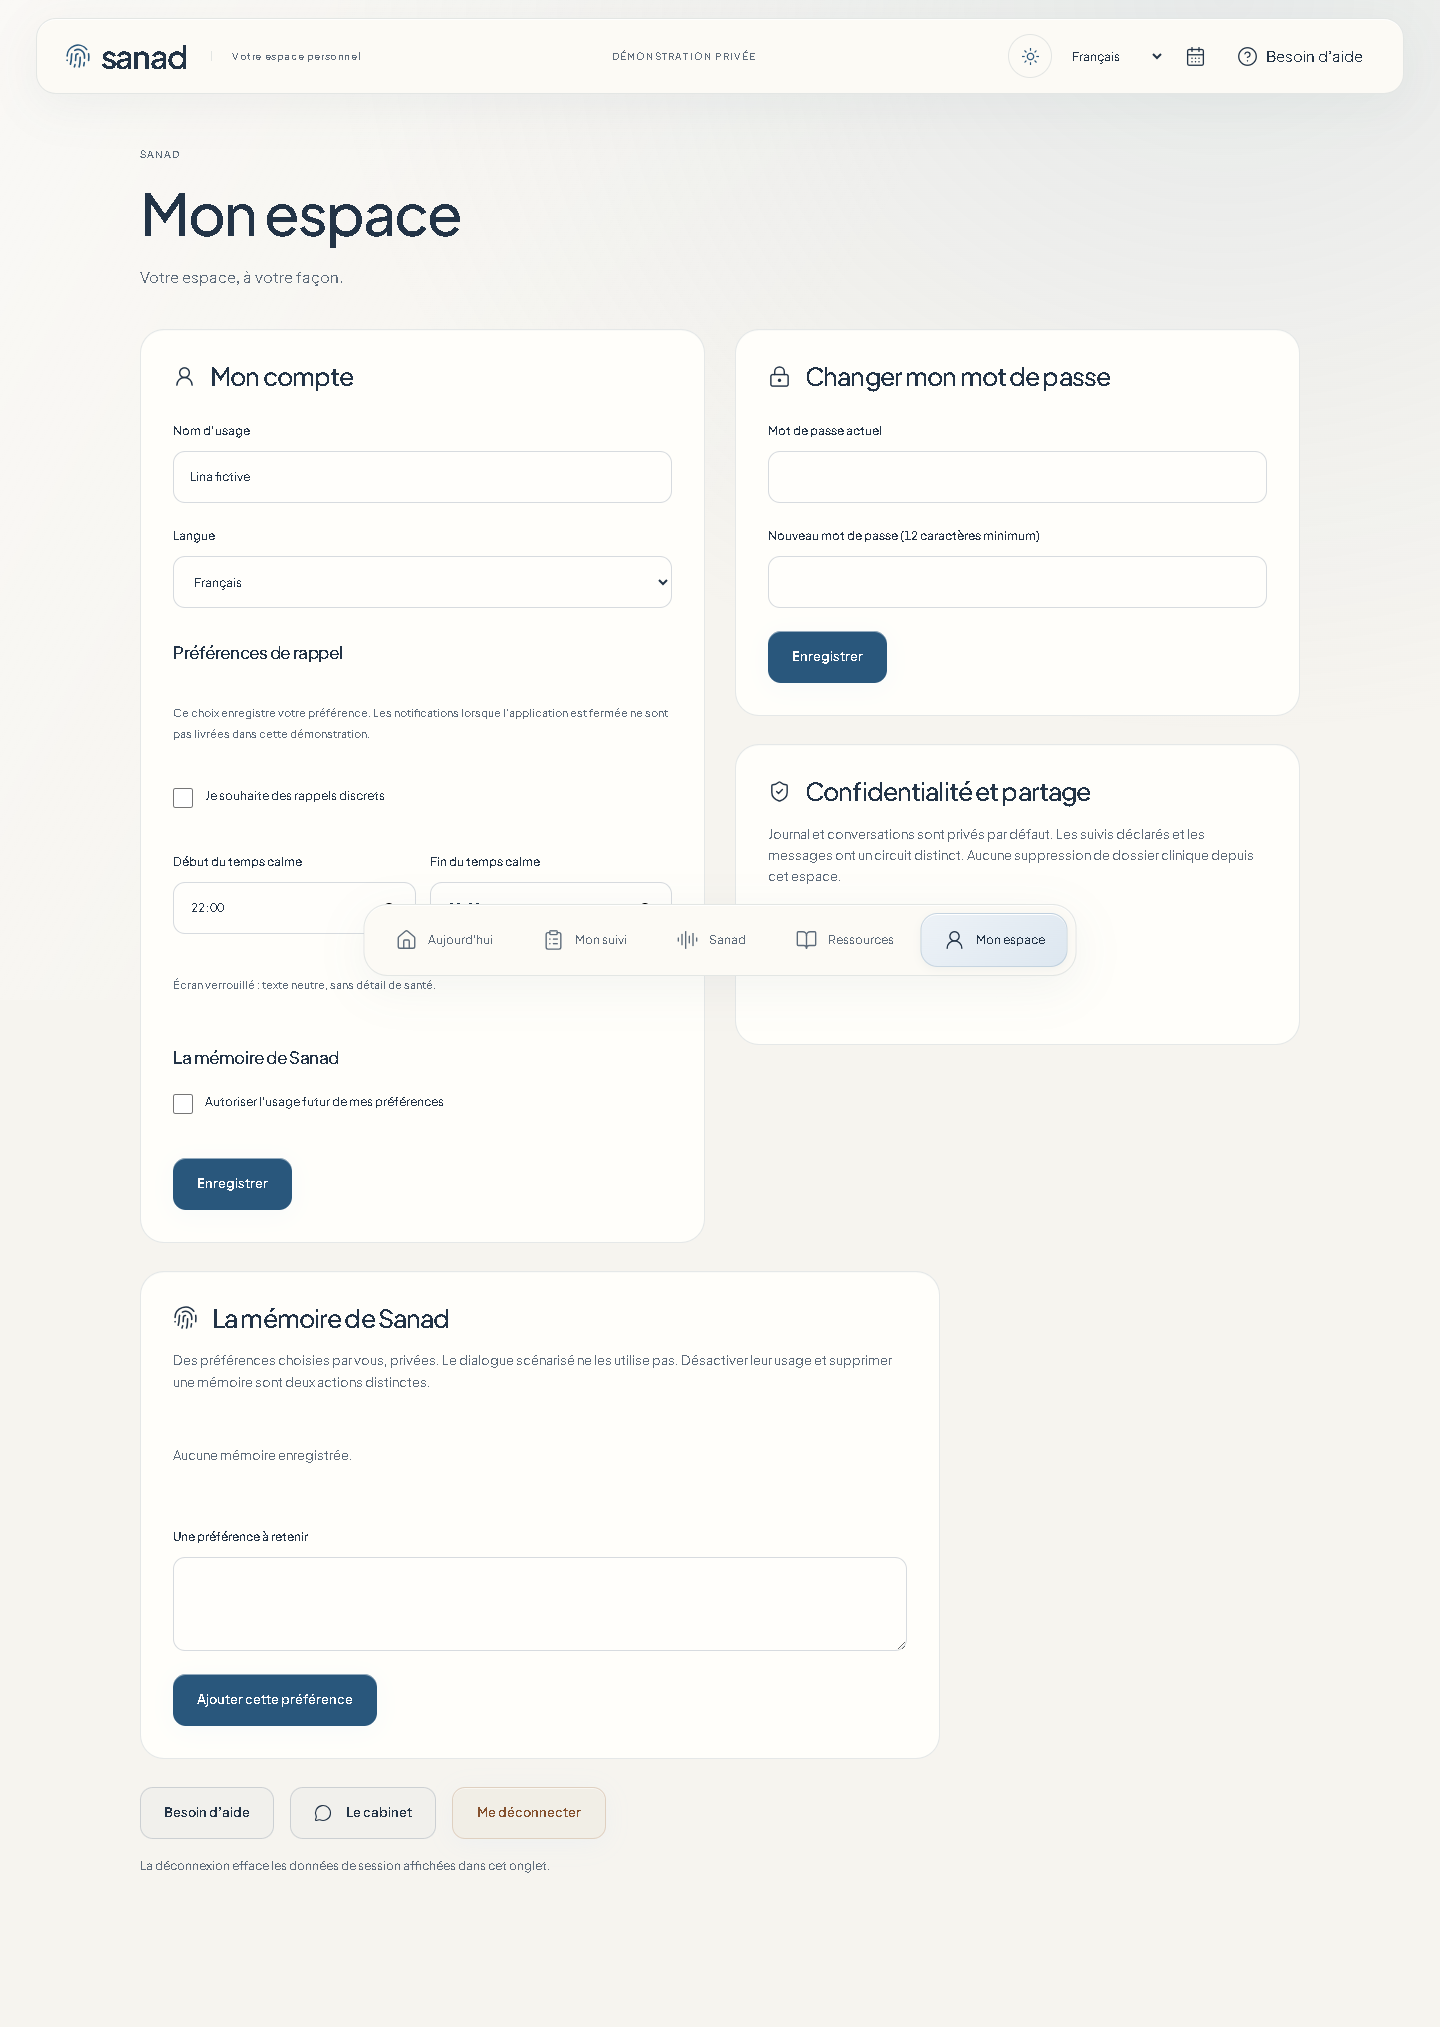 sanad
Votre espace personnel
DÉMONSTRATION PRIVÉE
Français
Besoin d’aide
SANAD
Mon espace
Votre espace, à votre façon.
Mon compte
Nom d’usage
Lina fictive
Langue
Français
Préférences de rappel
Ce choix enregistre votre préférence. Les notifications lorsque l’application est fermée ne sont
pas livrées dans cette démonstration.
Je souhaite des rappels discrets
Début du temps calme
Fin du temps calme
22:00
Écran verrouillé : texte neutre, sans détail de santé.
La mémoire de Sanad
Autoriser l’usage futur de mes préférences
Enregistrer
Changer mon mot de passe
Mot de passe actuel
Nouveau mot de passe (12 caractères minimum)
Enregistrer
Confidentialité et partage
Journal et conversations sont privés par défaut. Les suivis déclarés et les
messages ont un circuit distinct. Aucune suppression de dossier clinique depuis
cet espace.
Aujourd’hui
Mon suivi
Sanad
Ressources
Mon espace
La mémoire de Sanad
Des préférences choisies par vous, privées. Le dialogue scénarisé ne les utilise pas. Désactiver leur usage et supprimer
une mémoire sont deux actions distinctes.
Aucune mémoire enregistrée.
Une préférence à retenir
Ajouter cette préférence
Besoin d’aide
Le cabinet
Me déconnecter
La déconnexion efface les données de session affichées dans cet onglet.